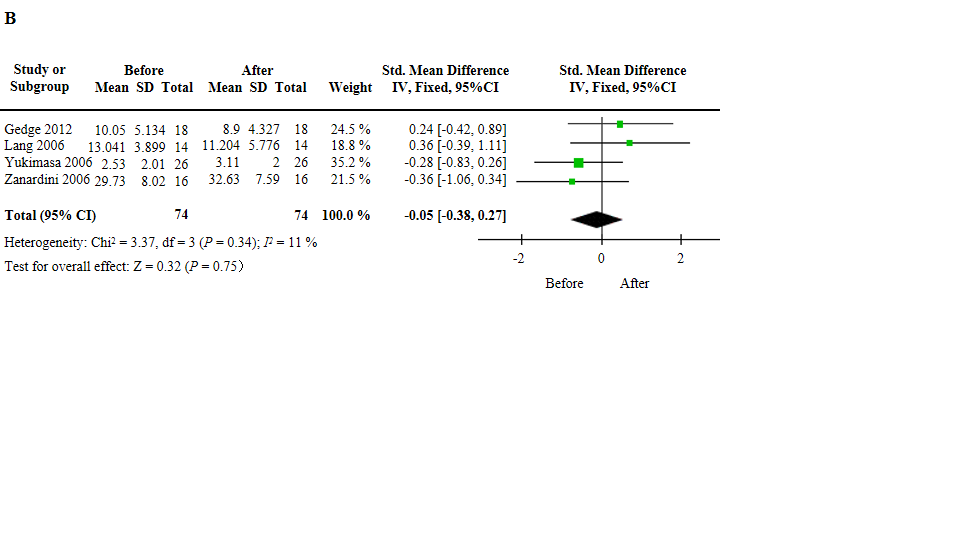 B
Study or Before After Std. Mean Difference Std. Mean Difference
Subgroup Mean SD Total Mean SD Total Weight IV, Fixed, 95%CI IV, Fixed, 95%CI
Gedge 2012 10.05 5.134 18 8.9 4.327 18 24.5 % 0.24 [-0.42, 0.89]
Lang 2006 13.041 3.899 14 11.204 5.776 14 18.8 % 0.36 [-0.39, 1.11]
Yukimasa 2006 2.53 2.01 26 3.11 2 26 35.2 % -0.28 [-0.83, 0.26]
Zanardini 2006 29.73 8.02 16 32.63 7.59 16 21.5 % -0.36 [-1.06, 0.34]
Total (95% CI) 74 74 100.0 % -0.05 [-0.38, 0.27]
Heterogeneity: Chi² = 3.37, df = 3 (P = 0.34); I² = 11 %
Test for overall effect: Z = 0.32 (P = 0.75)
-2 0 2
Before After